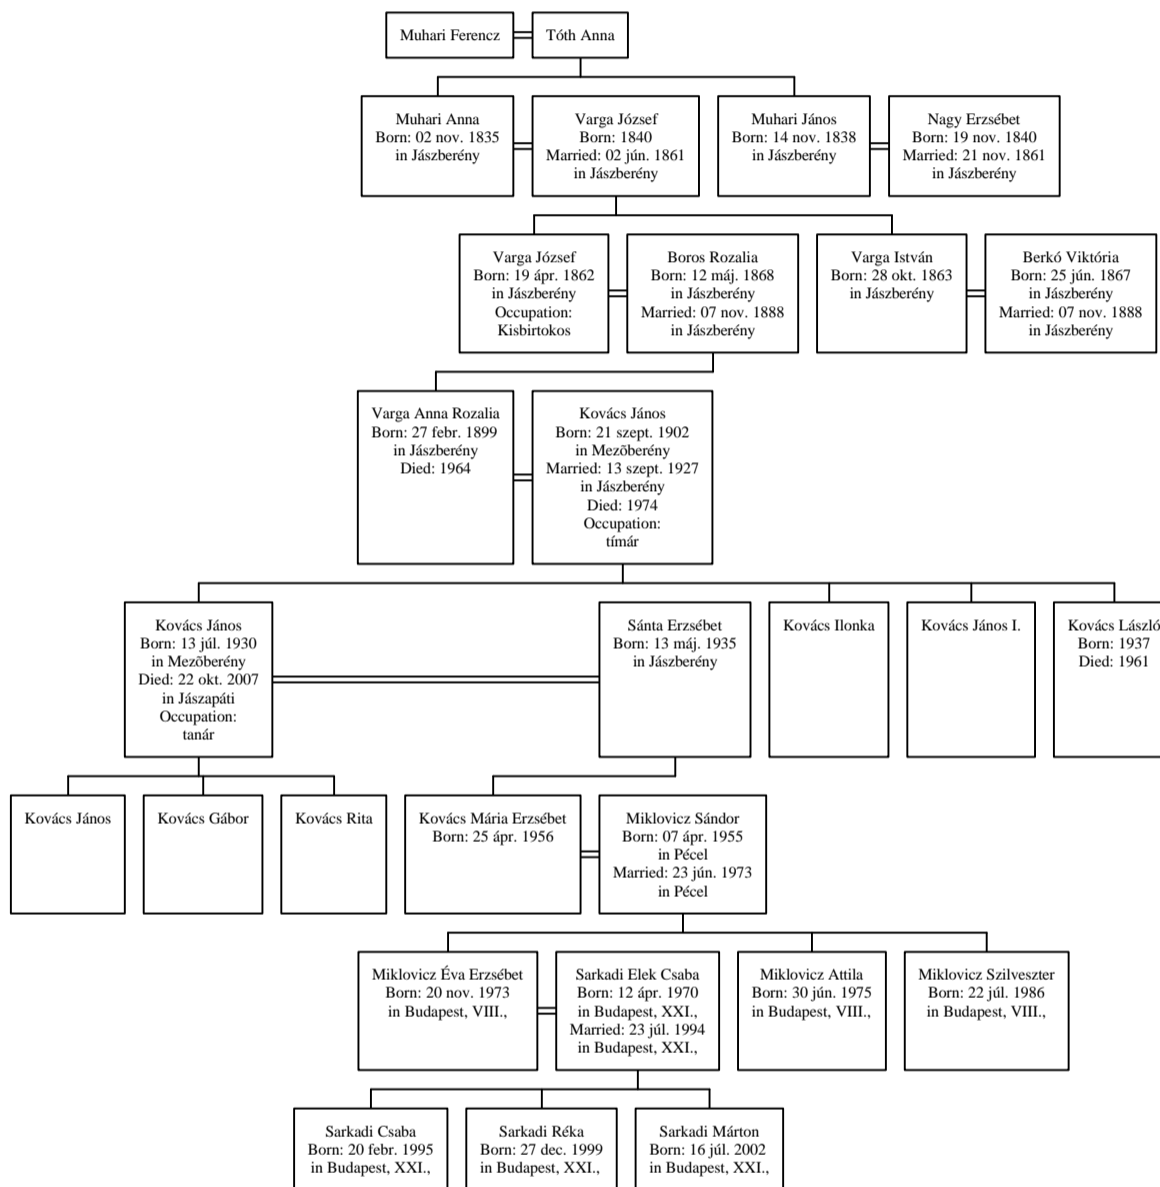 Muhari Ferencz
Tóth Anna
Muhari Anna
Born: 02 nov. 1835
in Jászberény
Varga József
Born: 1840
Married: 02 jún. 1861
in Jászberény
Muhari János
Born: 14 nov. 1838
in Jászberény
Nagy Erzsébet
Born: 19 nov. 1840
Married: 21 nov. 1861
in Jászberény
Varga József
Born: 19 ápr. 1862
in Jászberény
Occupation:
Kisbirtokos
Boros Rozalia
Born: 12 máj. 1868
in Jászberény
Married: 07 nov. 1888
in Jászberény
Varga István
Born: 28 okt. 1863
in Jászberény
Berkó Viktória
Born: 25 jún. 1867
in Jászberény
Married: 07 nov. 1888
in Jászberény
Varga Anna Rozalia
Born: 27 febr. 1899
in Jászberény
Died: 1964
Kovács János
Born: 21 szept. 1902
in Mezõberény
Married: 13 szept. 1927
in Jászberény
Died: 1974
Occupation:
tímár
Kovács János
Born: 13 júl. 1930
in Mezõberény
Died: 22 okt. 2007
in Jászapáti
Occupation:
tanár
Sánta Erzsébet
Born: 13 máj. 1935
in Jászberény
Kovács Ilonka
Kovács János I.
Kovács László
Born: 1937
Died: 1961
Kovács János
Kovács Gábor
Kovács Rita
Kovács Mária Erzsébet
Born: 25 ápr. 1956
Miklovicz Sándor
Born: 07 ápr. 1955
in Pécel
Married: 23 jún. 1973
in Pécel
Miklovicz Éva Erzsébet
Born: 20 nov. 1973
in Budapest, VIII.,
Sarkadi Elek Csaba
Born: 12 ápr. 1970
in Budapest, XXI.,
Married: 23 júl. 1994
in Budapest, XXI.,
Miklovicz Attila
Born: 30 jún. 1975
in Budapest, VIII.,
Miklovicz Szilveszter
Born: 22 júl. 1986
in Budapest, VIII.,
Sarkadi Csaba
Born: 20 febr. 1995
in Budapest, XXI.,
Sarkadi Réka
Born: 27 dec. 1999
in Budapest, XXI.,
Sarkadi Márton
Born: 16 júl. 2002
in Budapest, XXI.,